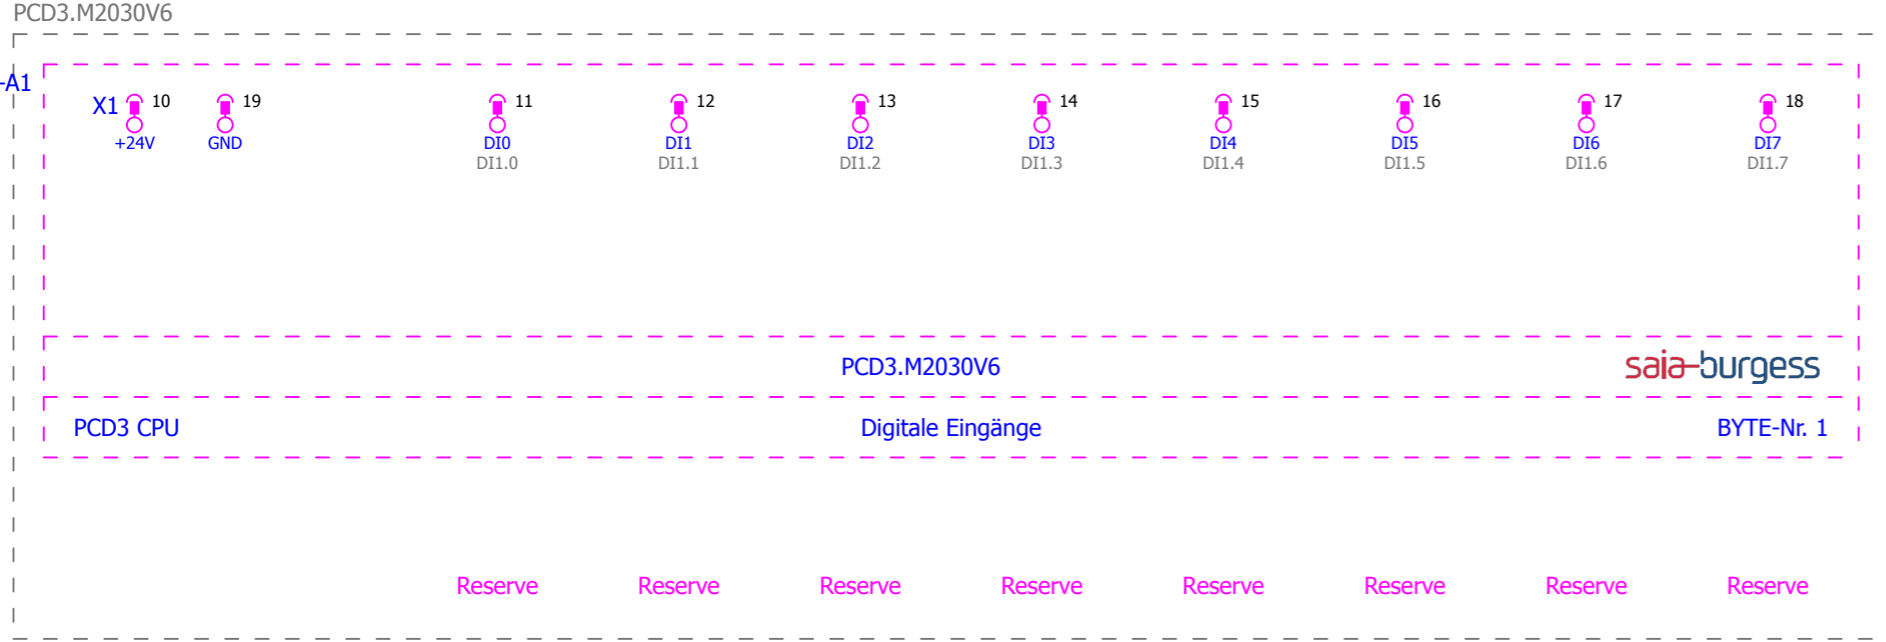 PCD3.M2030V6
-A1
X1 10 19 11 12 13 14 15 16 17 18
+24V GND DI0 DI1 DI2 DI3 DI4 DI5 DI6 DI7
DI1.0 DI1.1 DI1.2 DI1.3 DI1.4 DI1.5 DI1.6 DI1.7
PCD3.M2030V6 saia-burgess
PCD3 CPU Digitale Eingänge BYTE-Nr. 1
Reserve Reserve Reserve Reserve Reserve Reserve Reserve Reserve